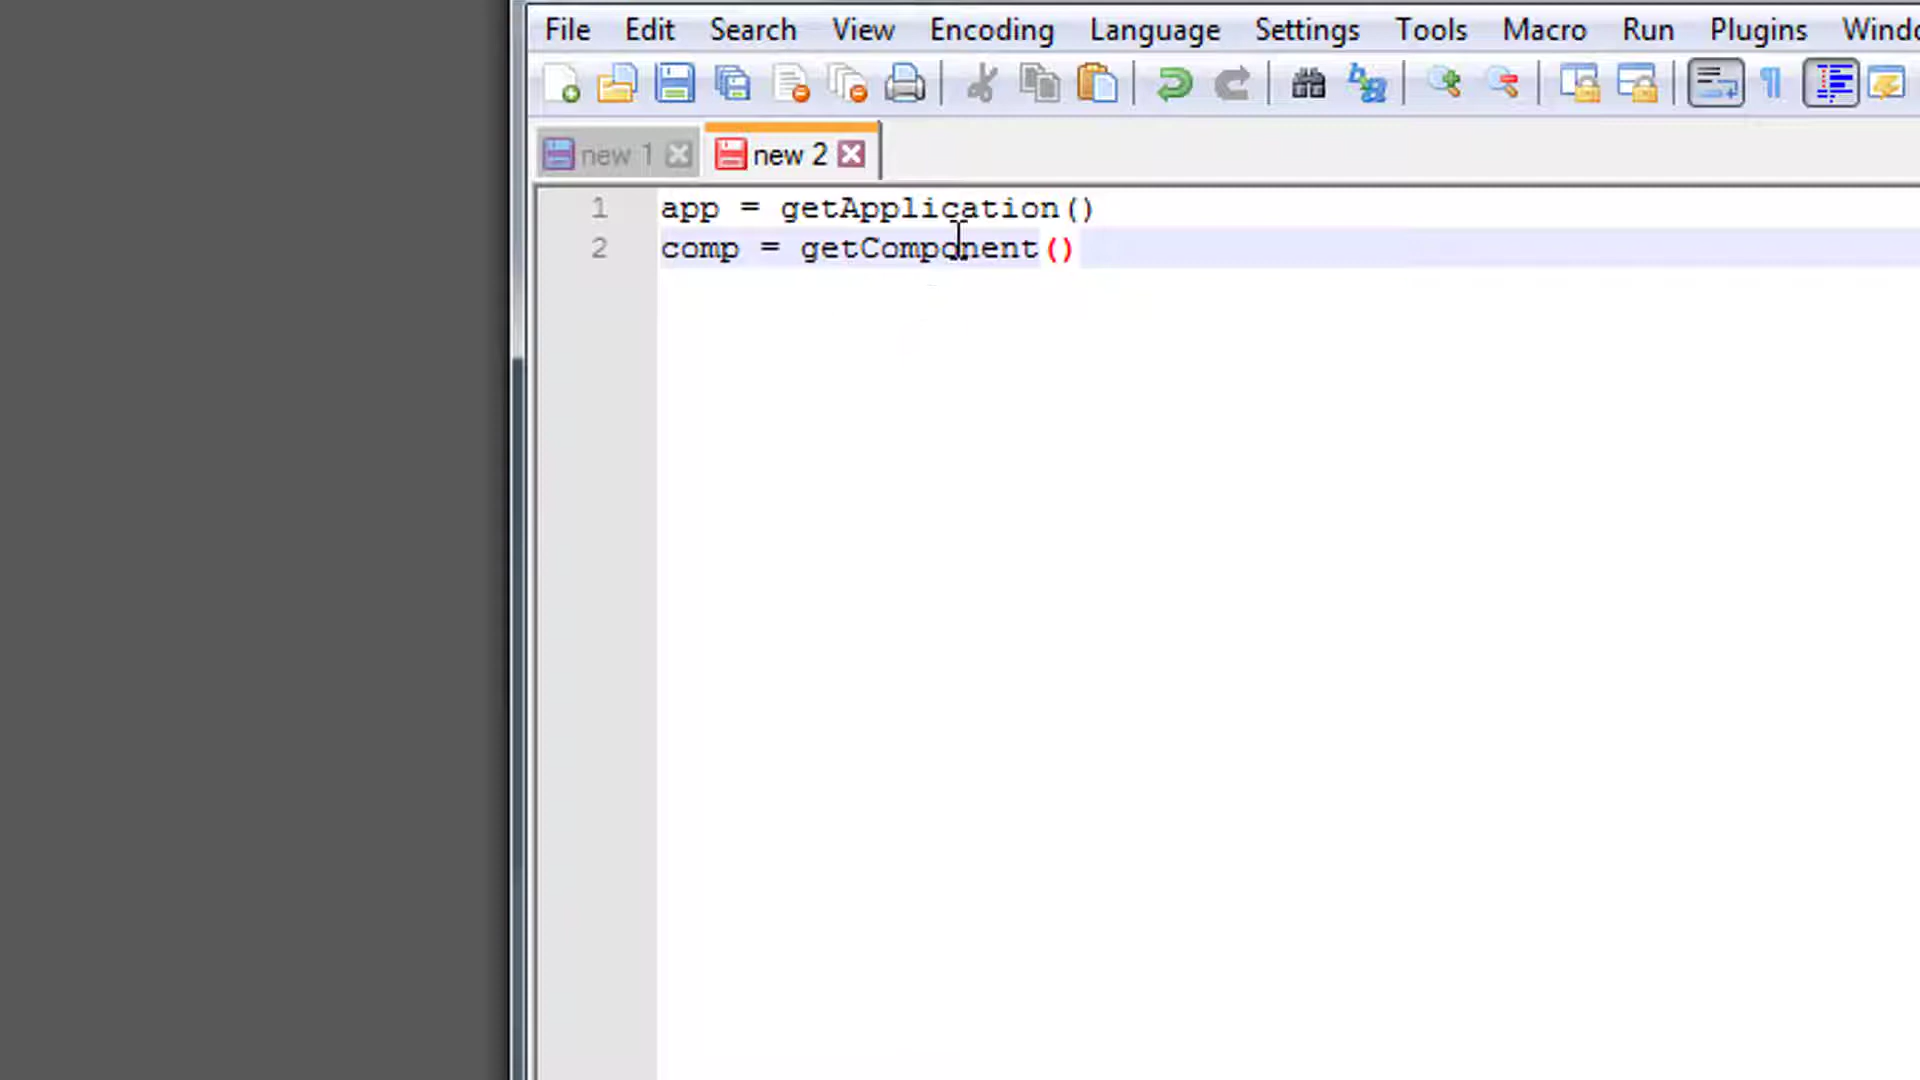 File Edit Search View Encoding Language Settings Tools Macro Run Plugins
new 1 new 2
1 app = getApplication()
2 comp = getComponent()